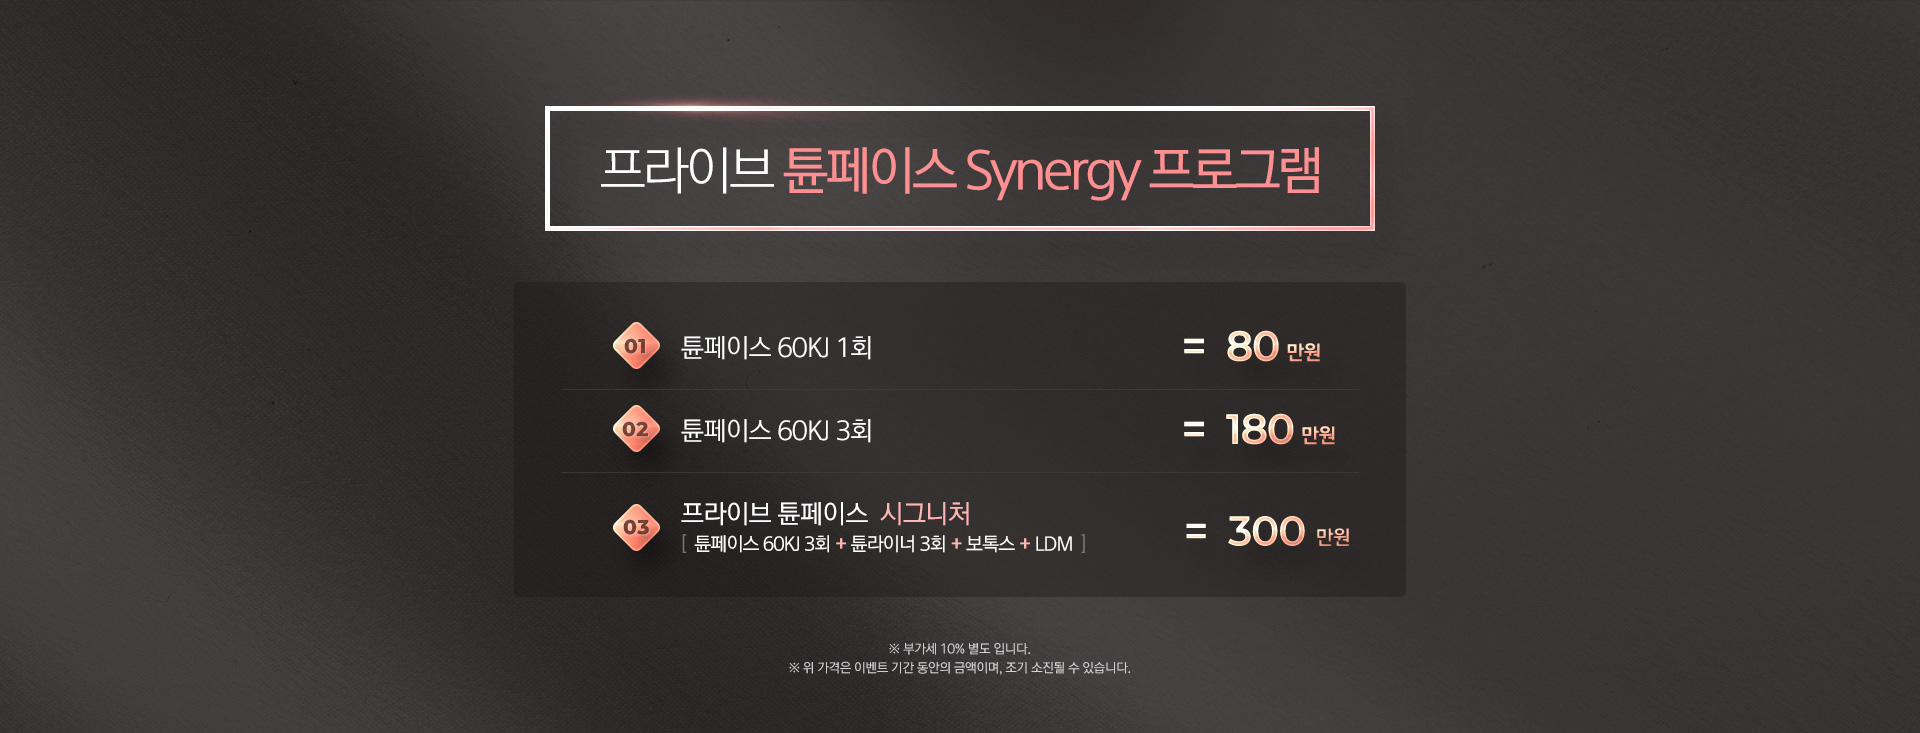 프라이브 튠페이스 Synergy 프로그램
01 튠페이스 60KJ 1회 = 80 만원
02 튠페이스 60KJ 3회 = 180 만원
03 프라이브 튠페이스 시그니처 = 300 만원
[ 튠페이스 60KJ 3회 + 튠라이너 3회 + 보톡스 + LDM ]
※ 부가세 10% 별도 입니다.
※ 위 가격은 이벤트 기간 동안의 금액이며, 조기 소진될 수 있습니다.